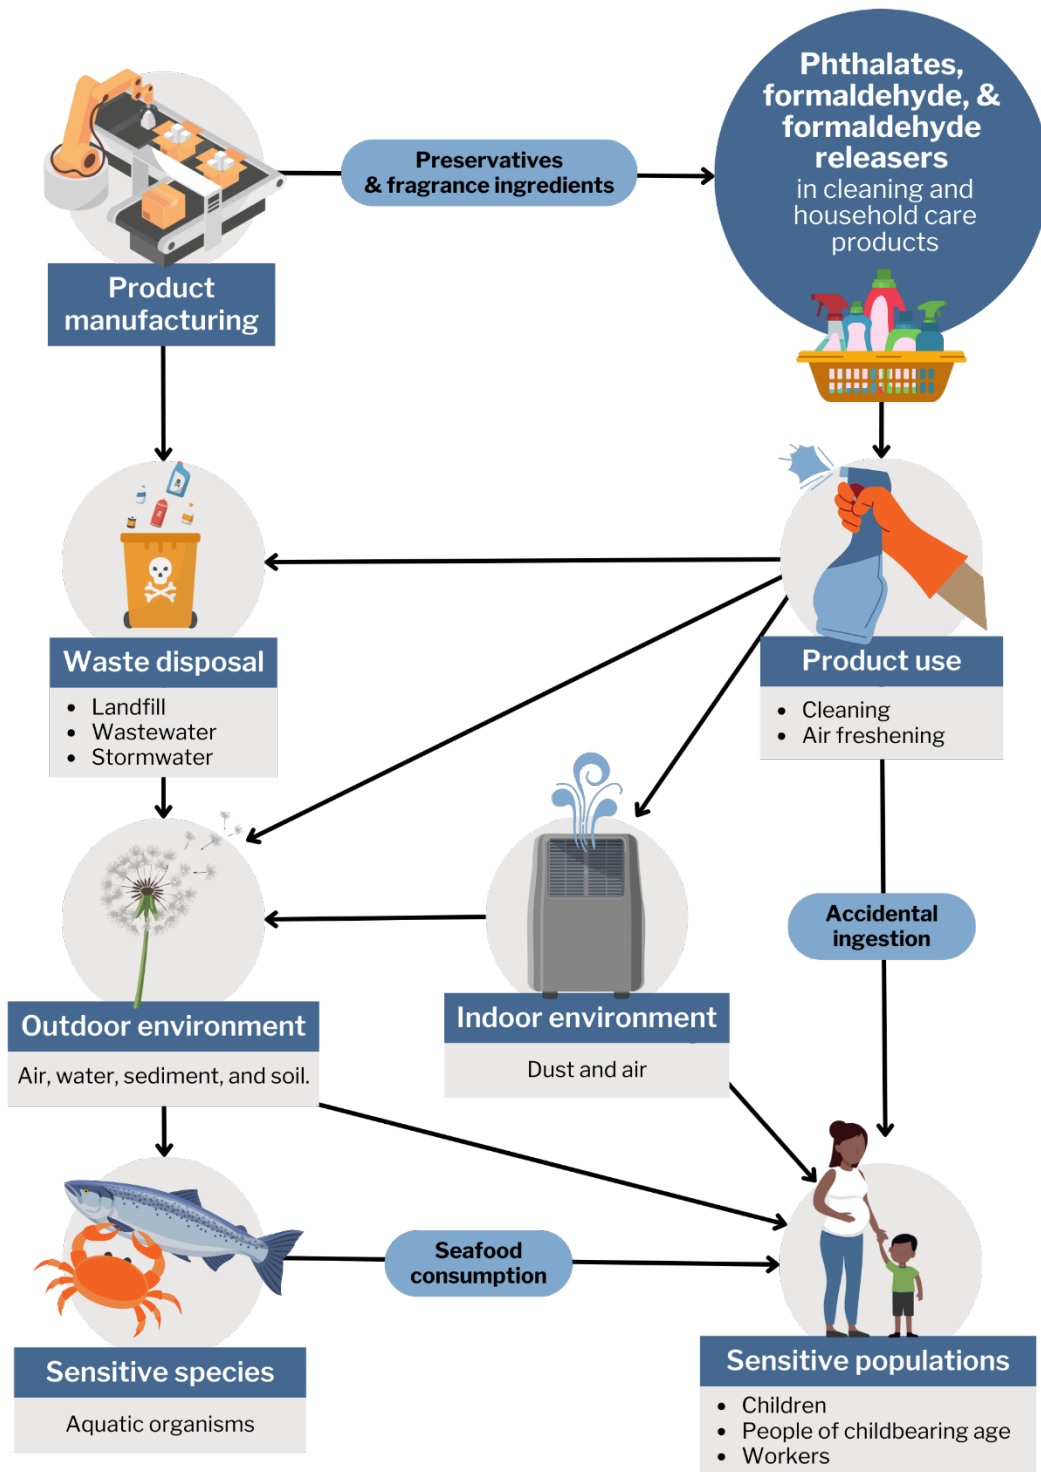 Phthalates,
formaldehyde, &
formaldehyde
releasers
in cleaning and
household care
products
Preservatives
& fragrance ingredients
Product
manufacturing
Waste disposal
• Landfill
• Wastewater
• Stormwater
Product use
• Cleaning
• Air freshening
Accidental
ingestion
Outdoor environment
Air, water, sediment, and soil.
Indoor environment
Dust and air
Seafood
consumption
Sensitive species
Aquatic organisms
Sensitive populations
• Children
• People of childbearing age
• Workers